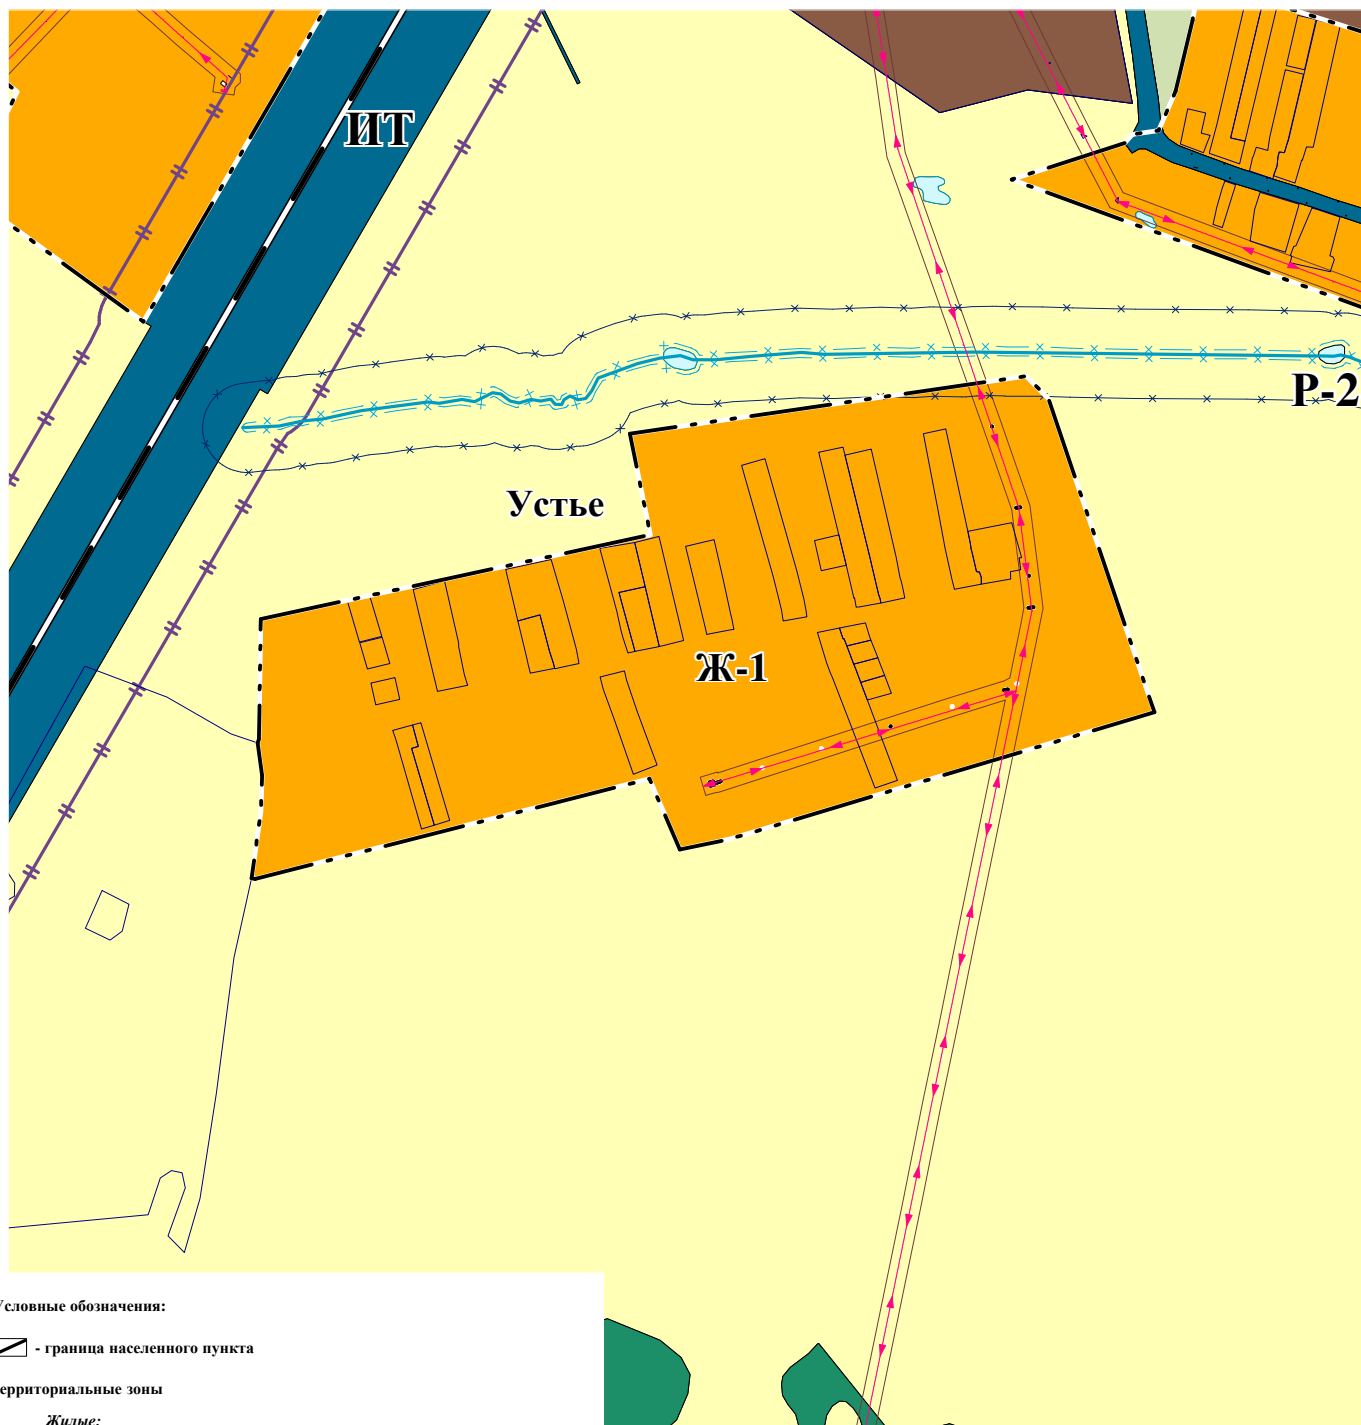 ИТ
Р-2
Устье
Ж-1
Условные обозначения:
- граница населенного пункта
ерриториальные зоны
Жилые: